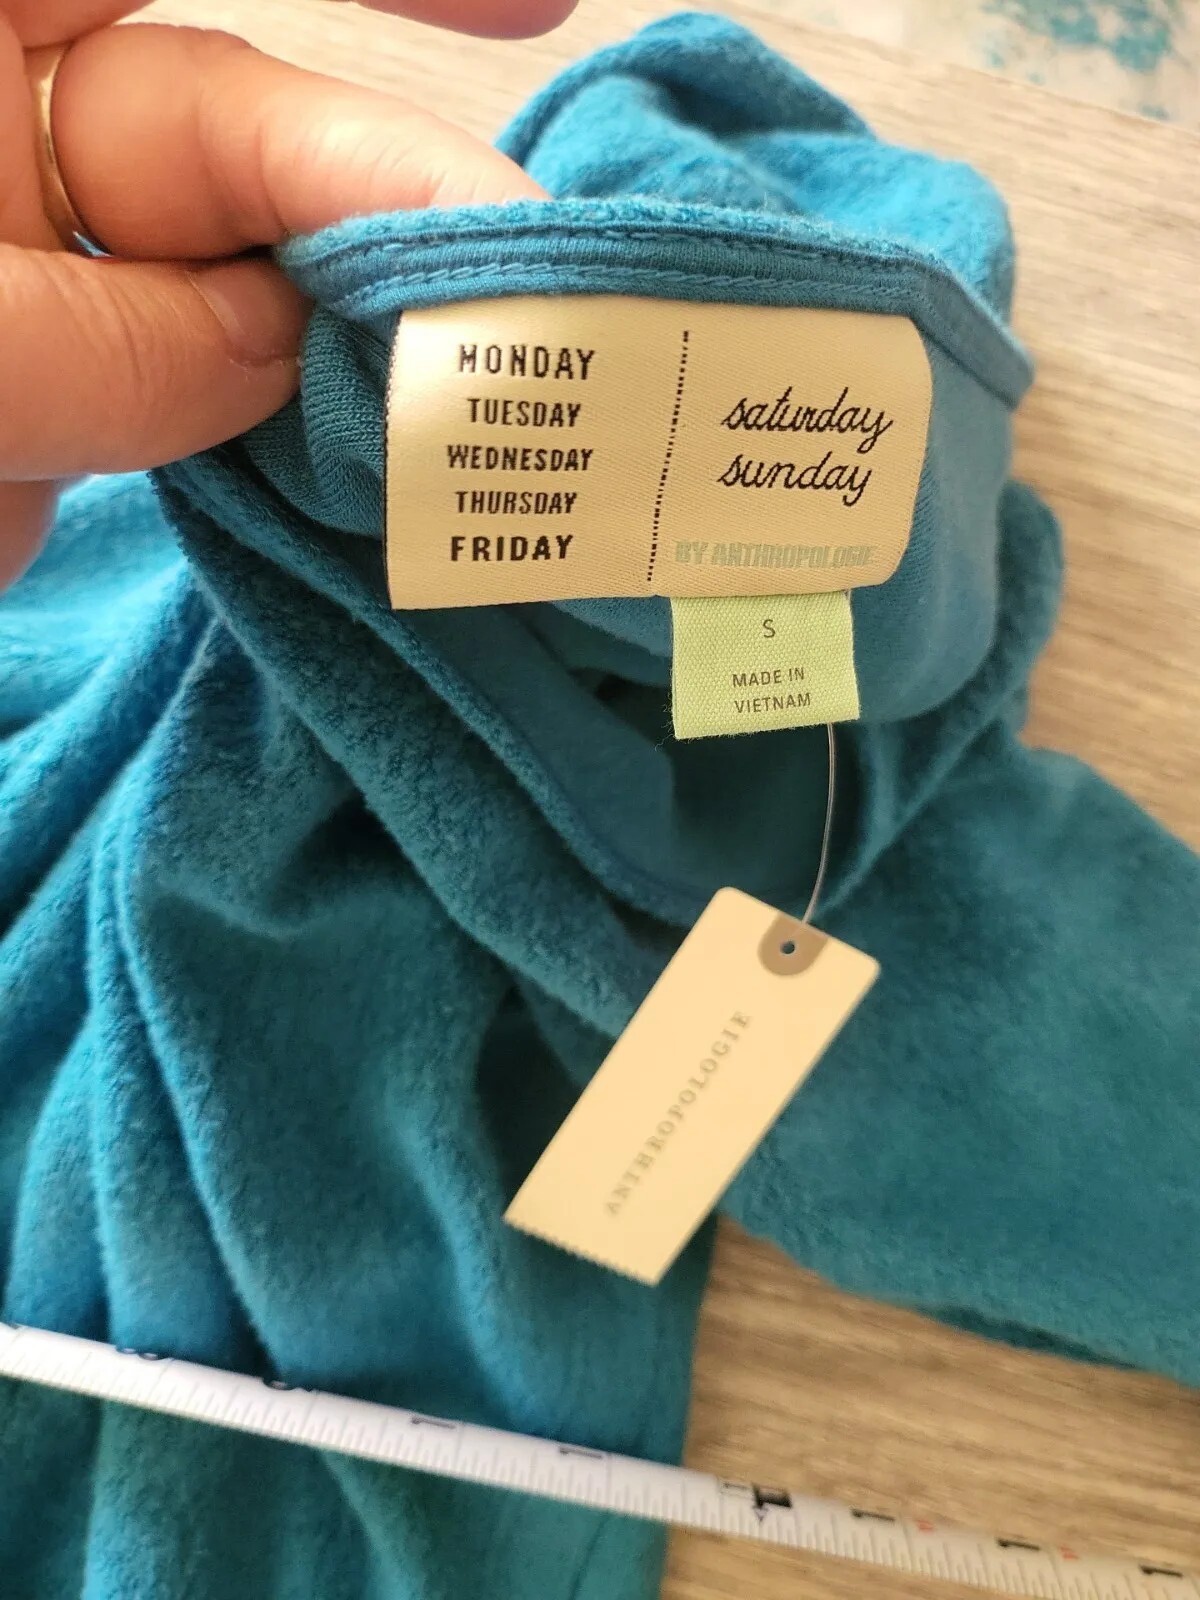 MONDAY
TUESDAY
WEDNESDAY
THURSDAY
FRIDAY
saturday
sunday
BY ANTHROPOLOGIE
S
MADE IN
VIETNAM
ANTHROPOLOGIE